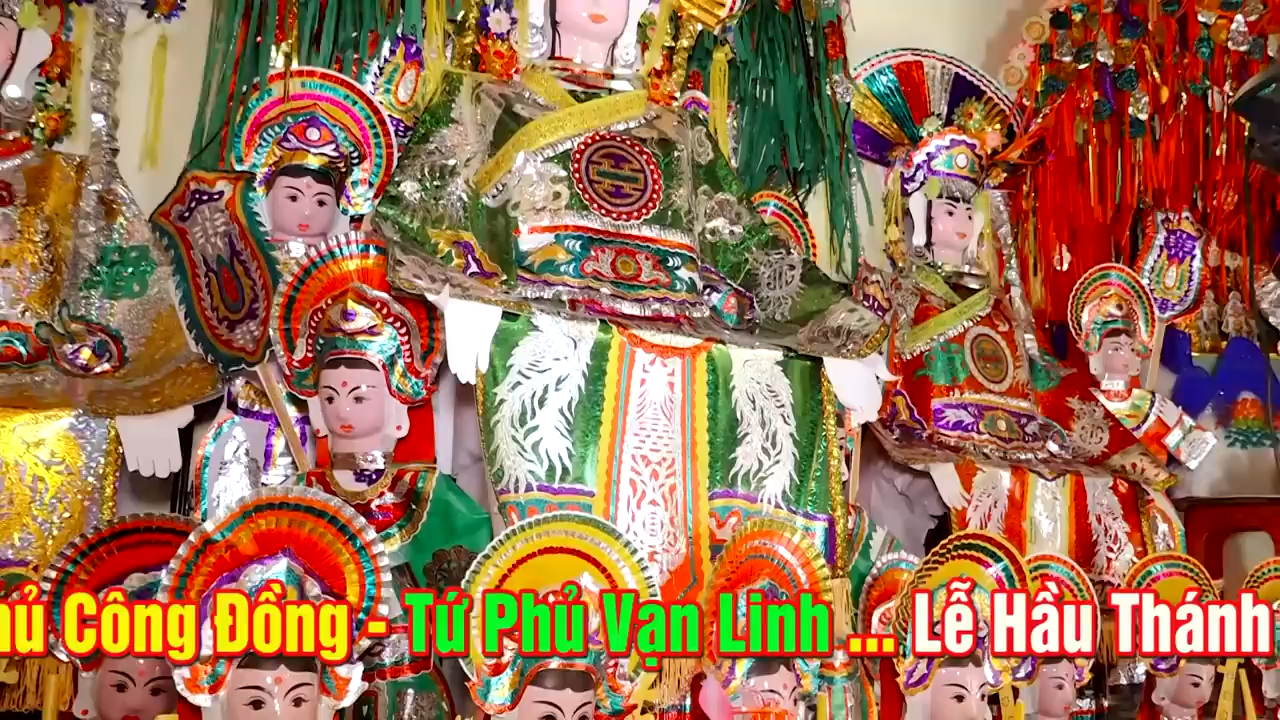 ủ Công Đồng - Tứ Phủ Vạn Linh ... Lễ Hầu Thánh